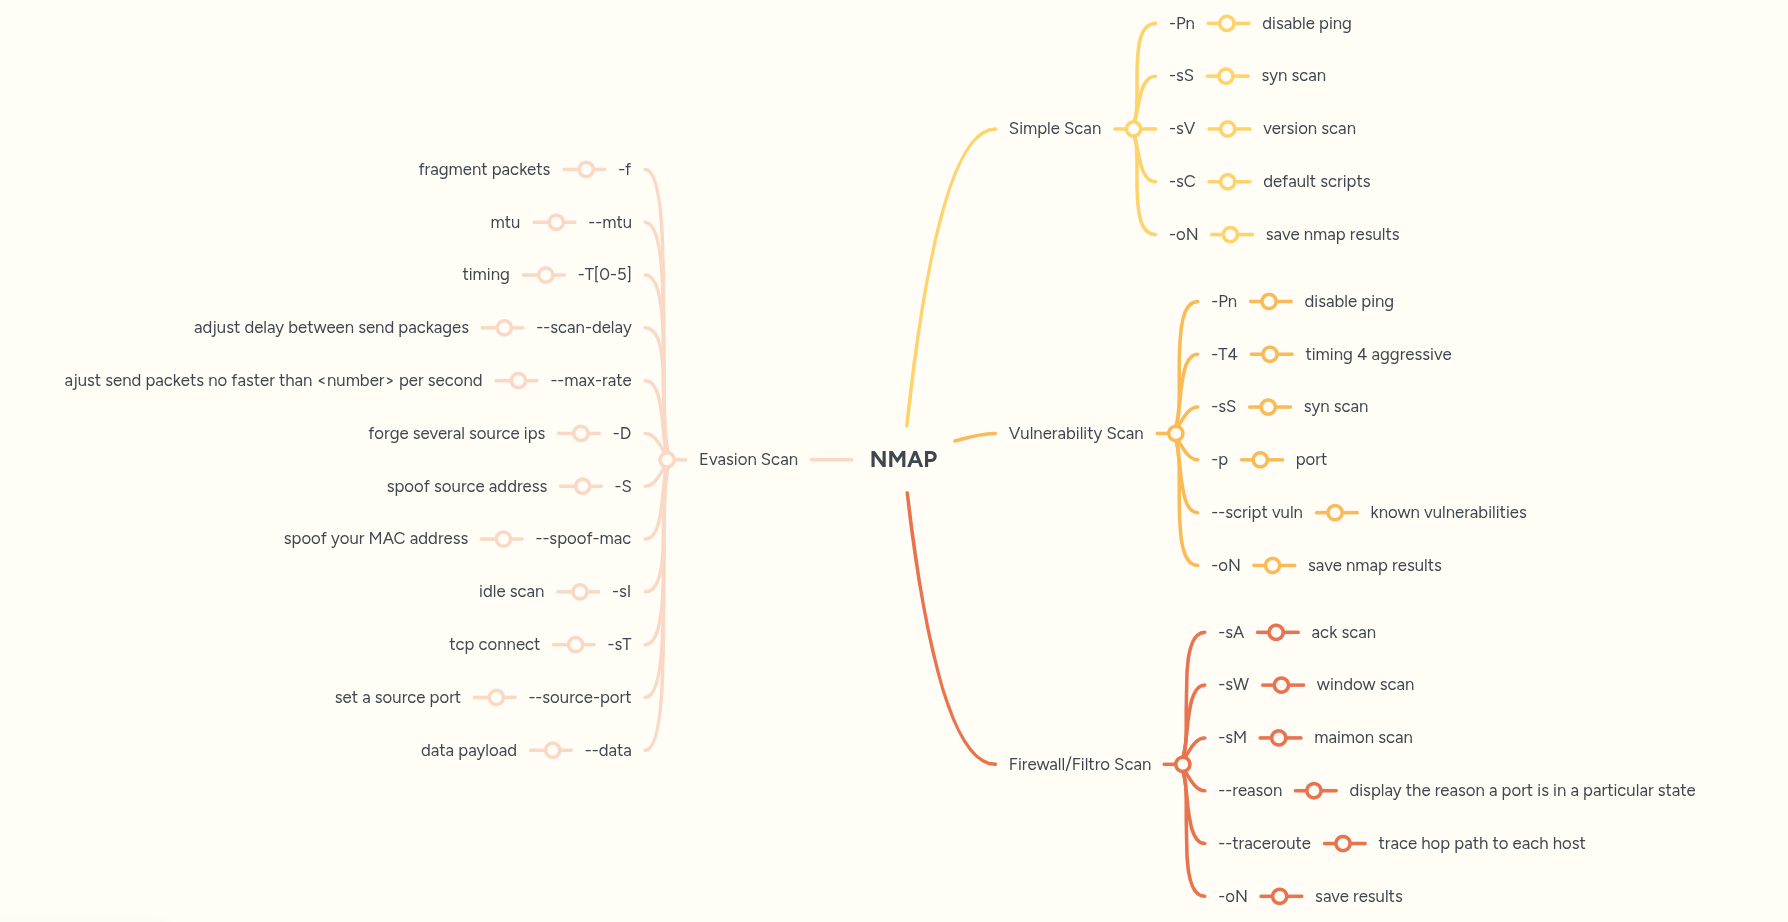 NMAP
Simple Scan
-Pn disable ping
-sS syn scan
-sV version scan
-sC default scripts
-oN save nmap results
Vulnerability Scan
-Pn disable ping
-T4 timing 4 aggressive
-sS syn scan
-p port
--script vuln known vulnerabilities
-oN save nmap results
Firewall/Filtro Scan
-sA ack scan
-sW window scan
-sM maimon scan
--reason display the reason a port is in a particular state
--traceroute trace hop path to each host
-oN save results
Evasion Scan
fragment packets -f
mtu --mtu
timing -T[0-5]
adjust delay between send packages --scan-delay
ajust send packets no faster than <number> per second --max-rate
forge several source ips -D
spoof source address -S
spoof your MAC address --spoof-mac
idle scan -sI
tcp connect -sT
set a source port --source-port
data payload --data